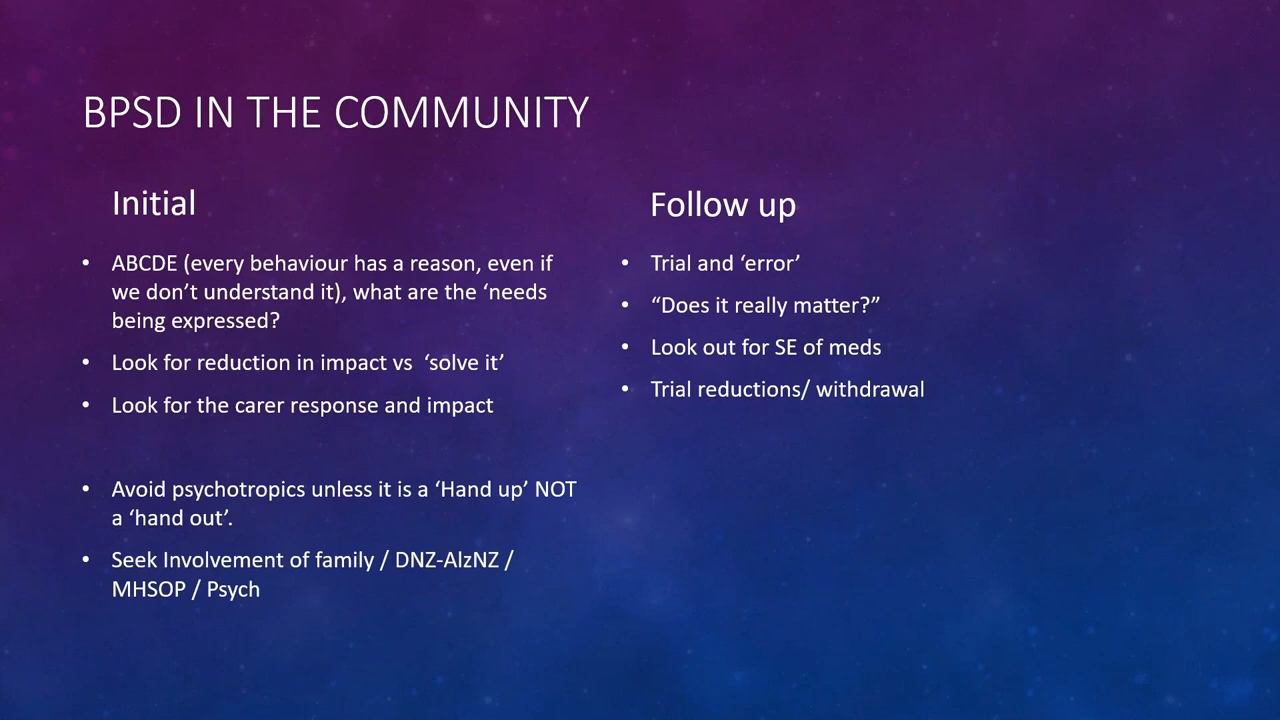 BPSD IN THE COMMUNITY
Initial
• ABCDE (every behaviour has a reason, even if
we don’t understand it), what are the ‘needs
being expressed?
• Look for reduction in impact vs  ‘solve it’
• Look for the carer response and impact
• Avoid psychotropics unless it is a ‘Hand up’ NOT
a ‘hand out’.
• Seek Involvement of family / DNZ-AlzNZ /
MHSOP / Psych
Follow up
• Trial and ‘error’
• “Does it really matter?”
• Look out for SE of meds
• Trial reductions/ withdrawal